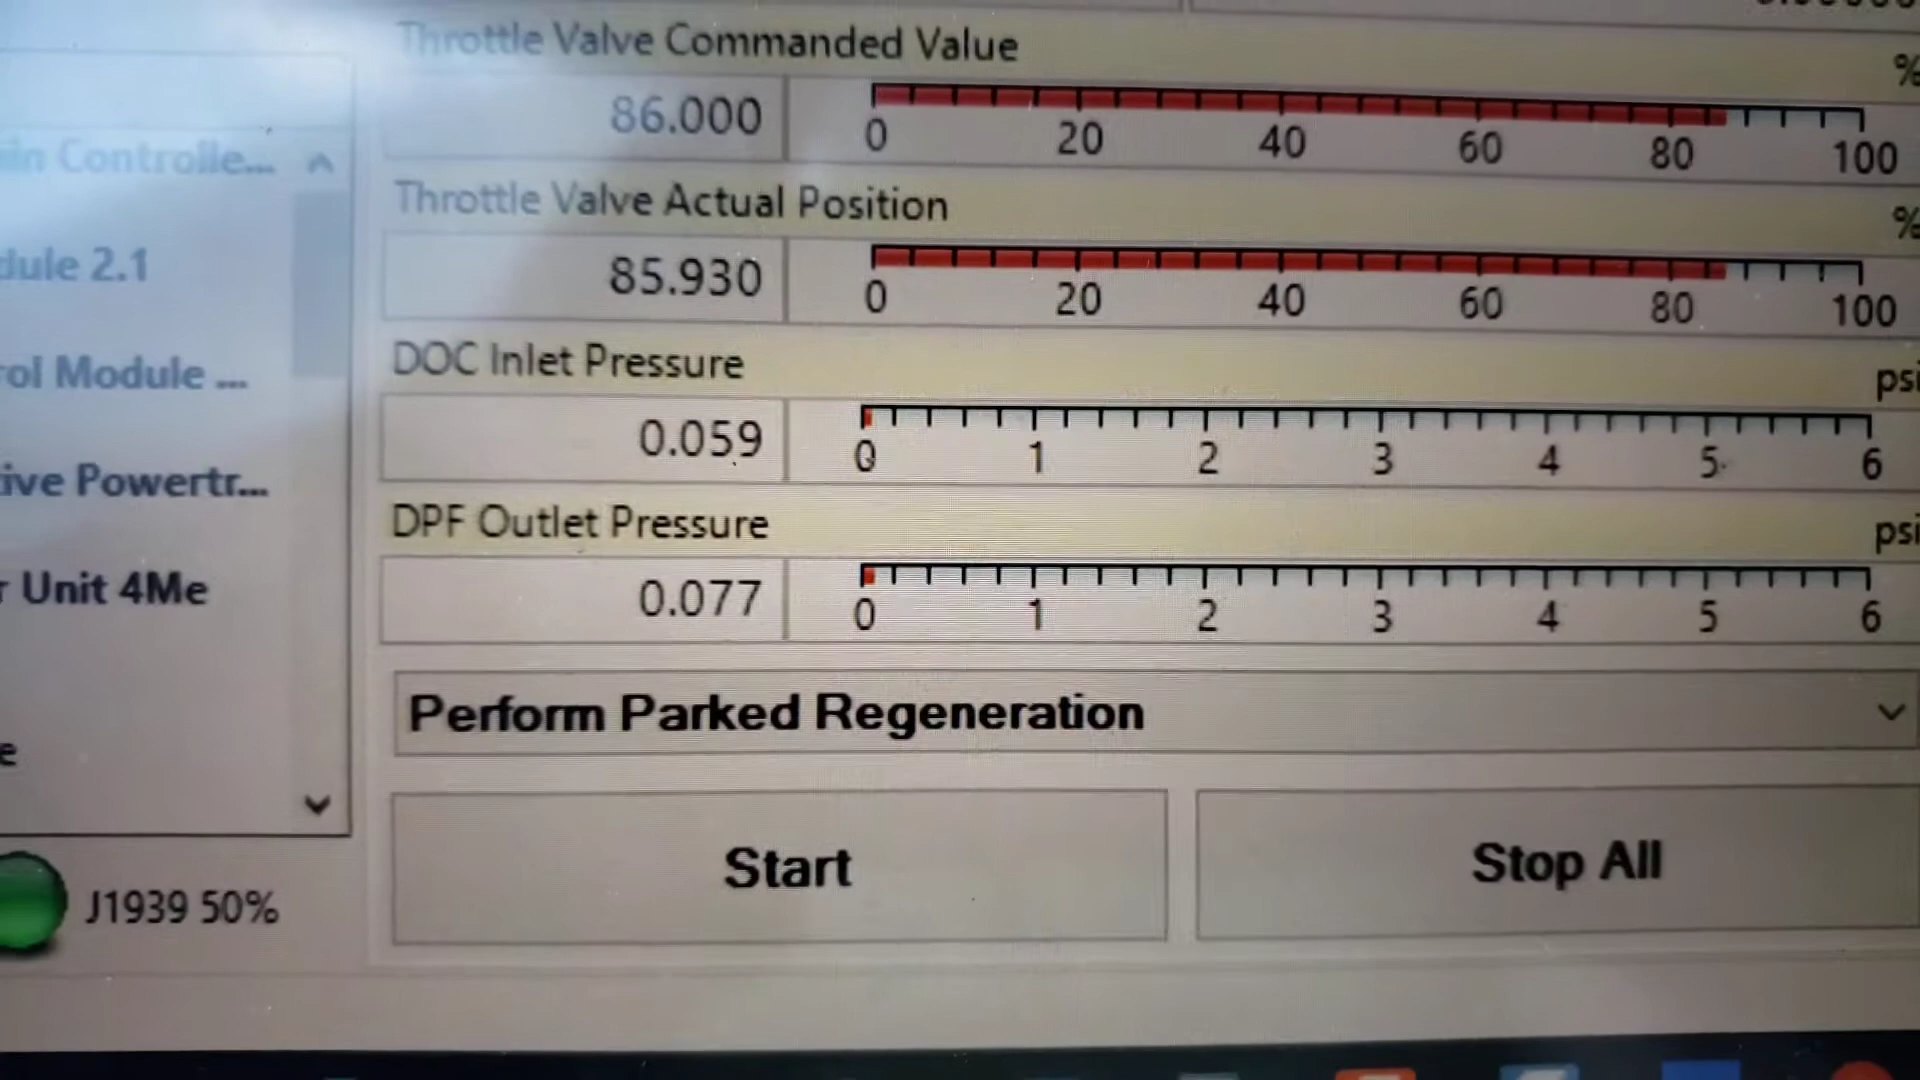 Throttle Valve Commanded Value
%
86.000
0 20 40 60 80 100
in Controlle...
Throttle Valve Actual Position
%
dule 2.1
85.930
0 20 40 60 80 100
DOC Inlet Pressure
psi
rol Module ...
0.059
0 1 2 3 4 5 6
ive Powertr...
DPF Outlet Pressure
psi
r Unit 4Me
0.077
0 1 2 3 4 5 6
Perform Parked Regeneration
e
Start
Stop All
J1939 50%